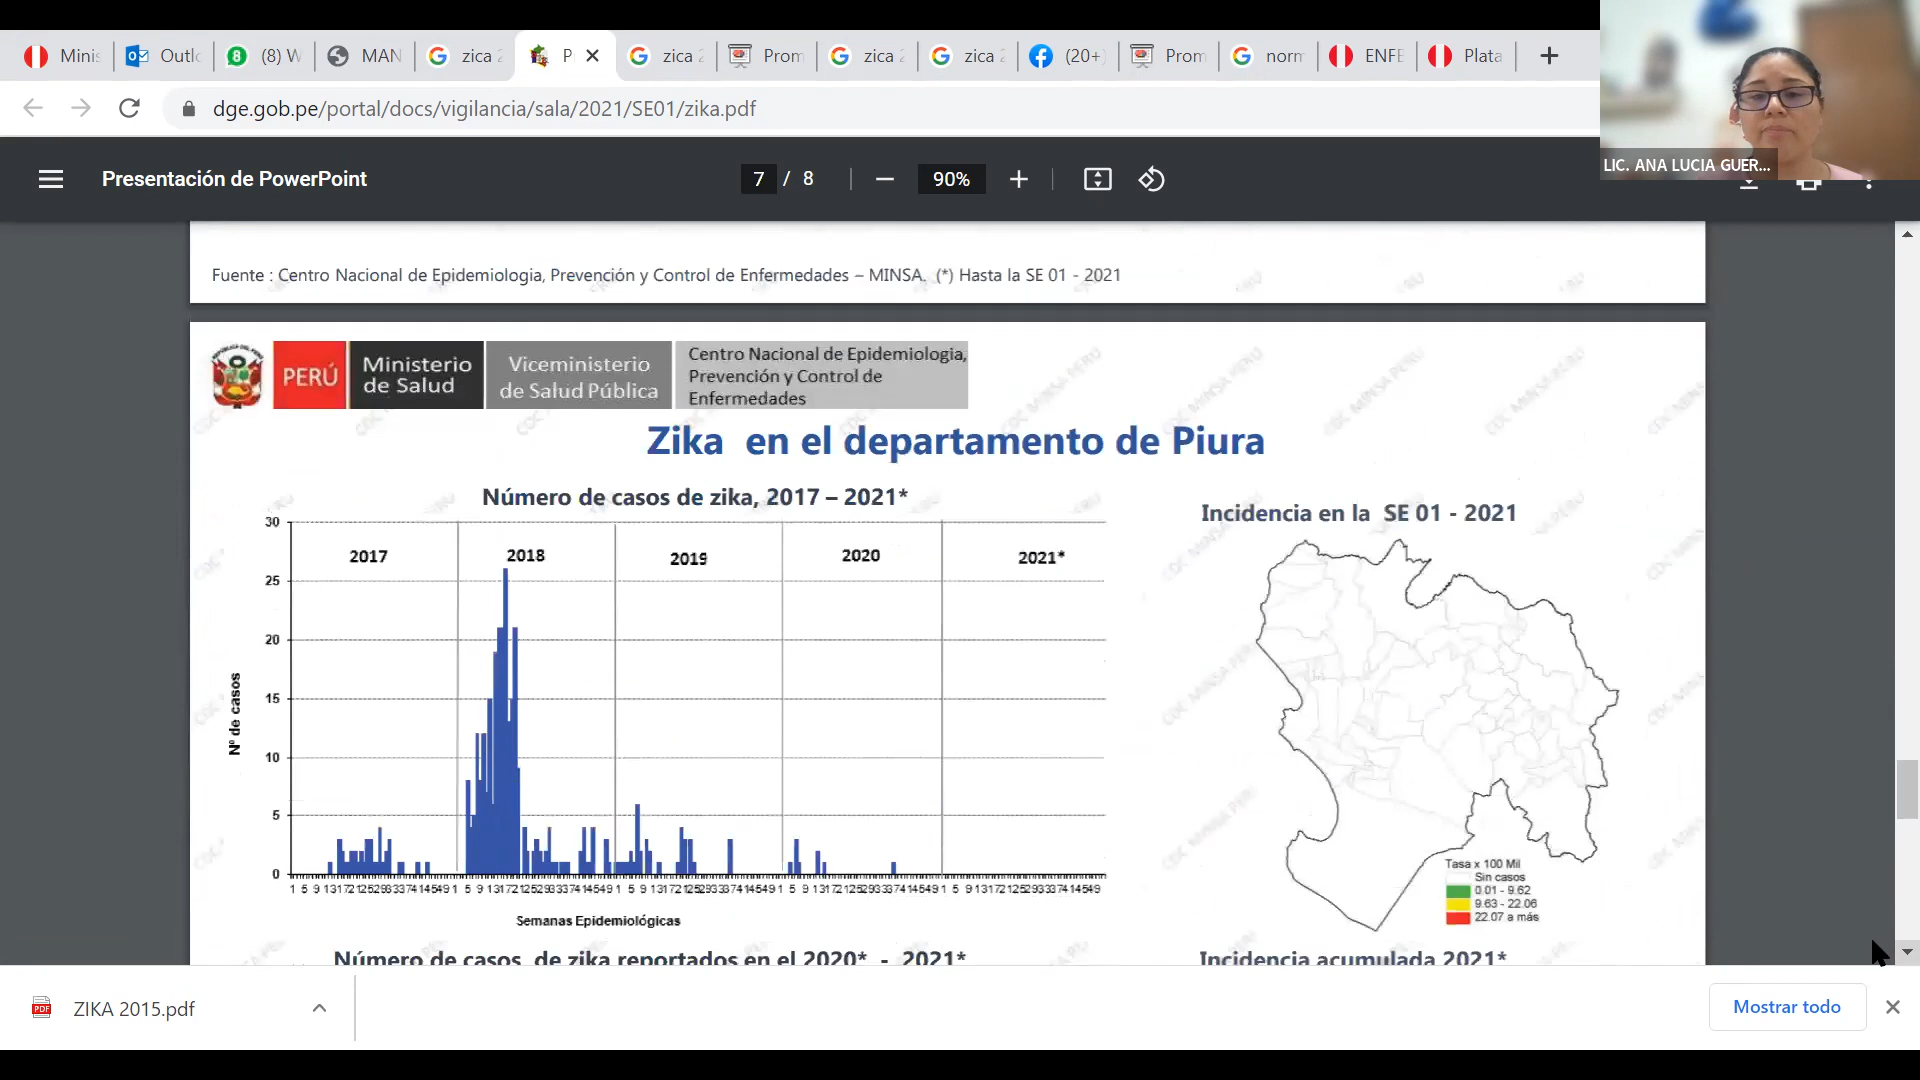 Minis
Outlo
(8) W
MAN
zica 2
P
zica 2
Prom
zica 2
zica 2
(20+)
Prom
norm
ENFE
Plata
dge.gob.pe/portal/docs/vigilancia/sala/2021/SE01/zika.pdf
LIC. ANA LUCIA GUER...
Presentación de PowerPoint
7 / 8
90%
Fuente : Centro Nacional de Epidemiologia, Prevención y Control de Enfermedades – MINSA. (*) Hasta la SE 01 - 2021
PERÚ
Ministerio
de Salud
Viceministerio
de Salud Pública
Centro Nacional de Epidemiologia,
Prevención y Control de
Enfermedades
Zika en el departamento de Piura
Número de casos de zika, 2017 – 2021*
Incidencia en la SE 01 - 2021
2017
2018
2019
2020
2021*
30
25
20
15
10
5
0
Nº de casos
Semanas Epidemiológicas
Tasa x 100 Mil
Sin casos
0.01 - 9.62
9.63 - 22.06
22.07 a más
Número de casos de zika reportados en el 2020* - 2021*
Incidencia acumulada 2021*
ZIKA 2015.pdf
Mostrar todo